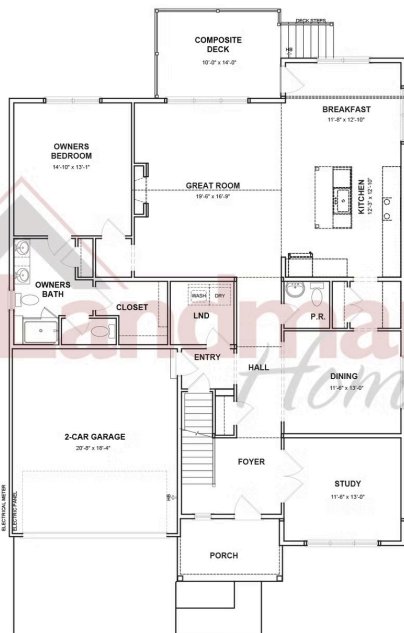 DECK STEPS
HB
COMPOSITE
DECK
10'-0" x 14'-0"
BREAKFAST
11'-8" x 12'-10"
OWNERS
BEDROOM
14'-10" x 13'-1"
GREAT ROOM
19'-6" x 16'-9"
KITCHEN
12'-3" x 12'-10"
OWNERS
BATH
CLOSET
WASH
DRY
LND
P.R.
Landma
Hom
ENTRY
HALL
DINING
11'-6" x 13'-0"
2-CAR GARAGE
20'-8" x 18'-4"
FOYER
STUDY
11'-6" x 13'-0"
HB
ELECTRICAL METER
ELECTRIC PANEL
PORCH